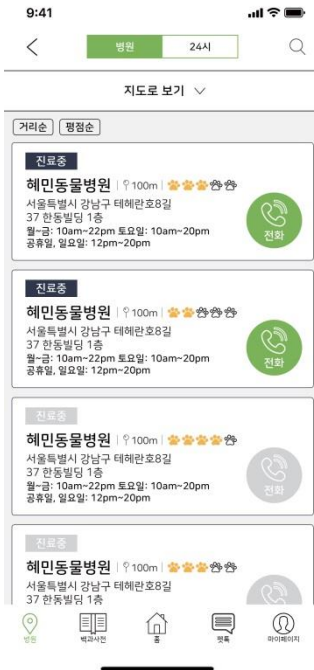 9:41
병원 24시
지도로 보기
거리순 평점순
진료중
혜민동물병원 100m
서울특별시 강남구 테헤란호8길
37 한동빌딩 1층
월~금: 10am~22pm 토요일: 10am~20pm
공휴일, 일요일: 12pm~20pm
전화
진료중
혜민동물병원 100m
서울특별시 강남구 테헤란호8길
37 한동빌딩 1층
월~금: 10am~22pm 토요일: 10am~20pm
공휴일, 일요일: 12pm~20pm
전화
진료중
혜민동물병원 100m
서울특별시 강남구 테헤란호8길
37 한동빌딩 1층
월~금: 10am~22pm 토요일: 10am~20pm
공휴일, 일요일: 12pm~20pm
전화
진료중
혜민동물병원 100m
서울특별시 강남구 테헤란호8길
37 한동빌딩 1층
병원 백과사전 홈 펫톡 마이페이지